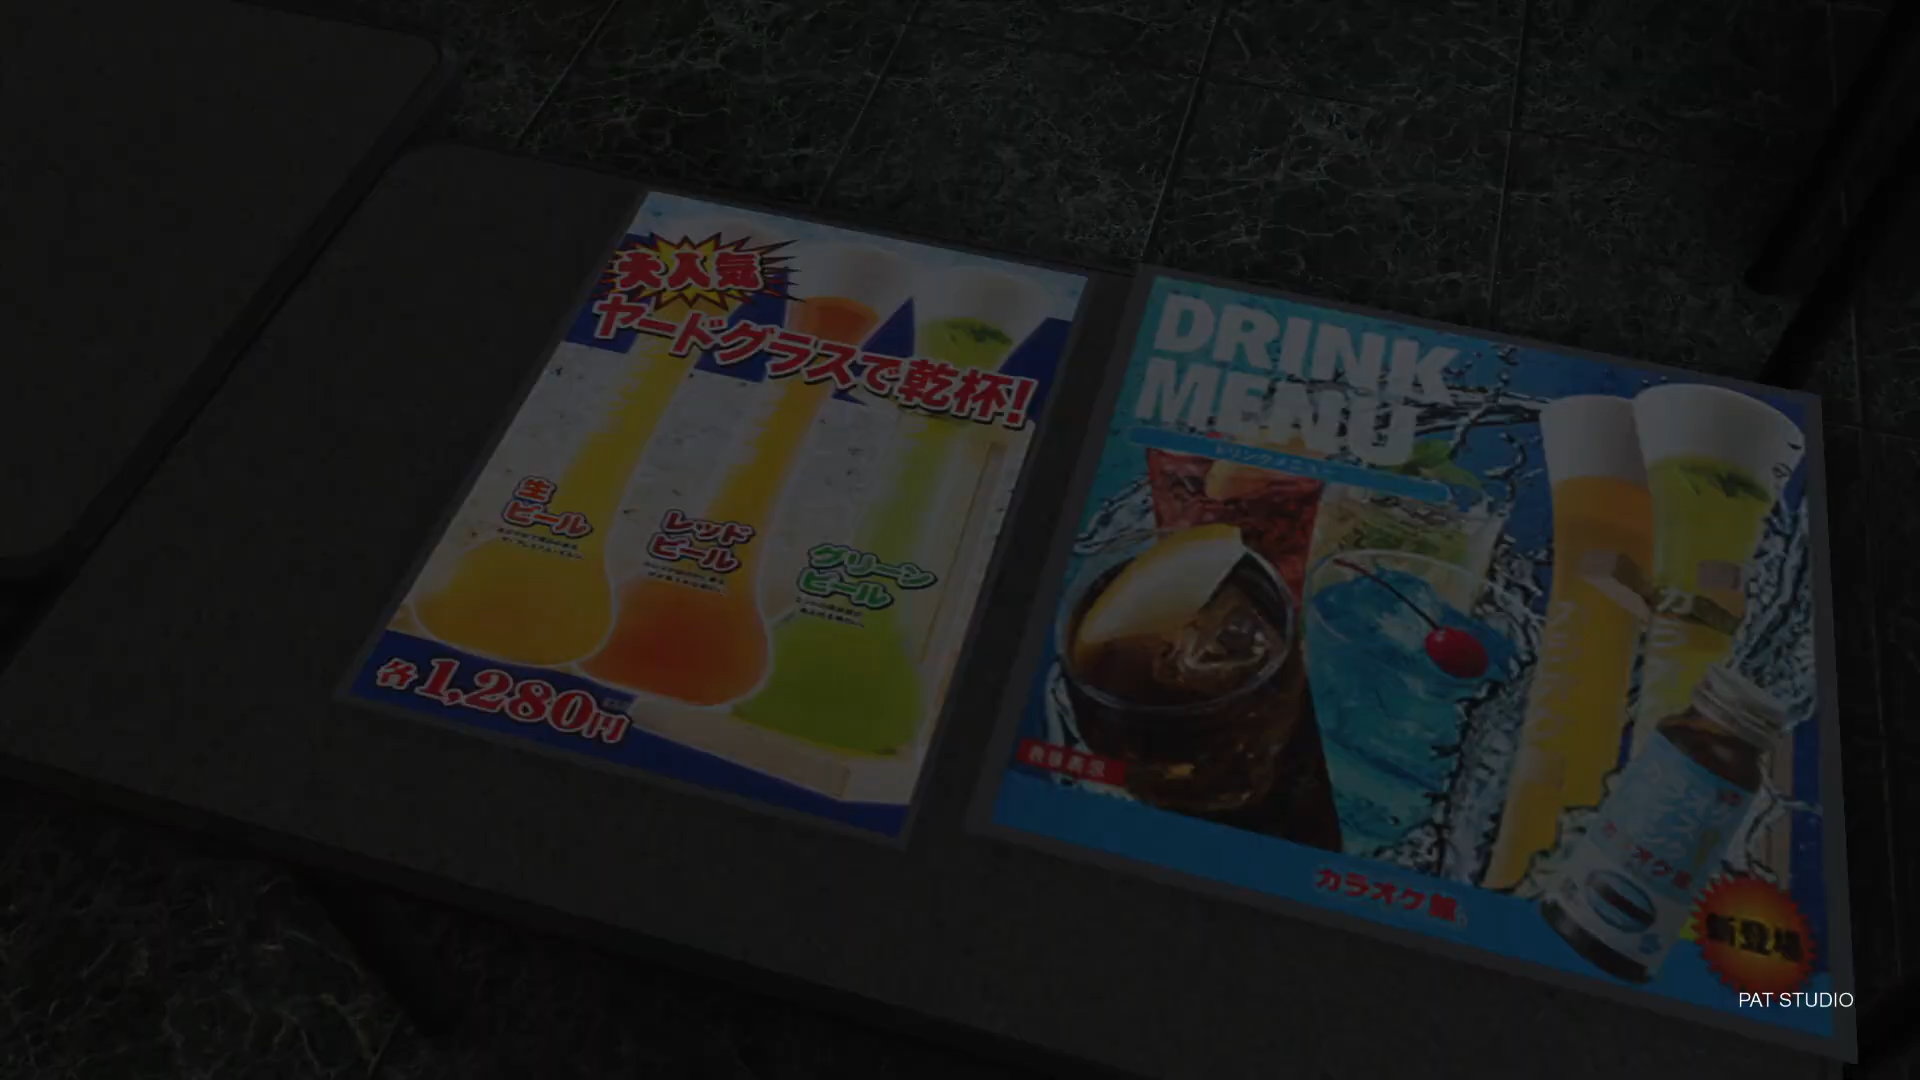 大人気
ヤードグラスで乾杯!
生
ビール
レッド
ビール
グリーン
ビール
各1,280円
DRINK
MENU
ドリンクメニュー
カラオケ館
新登場
PAT STUDIO